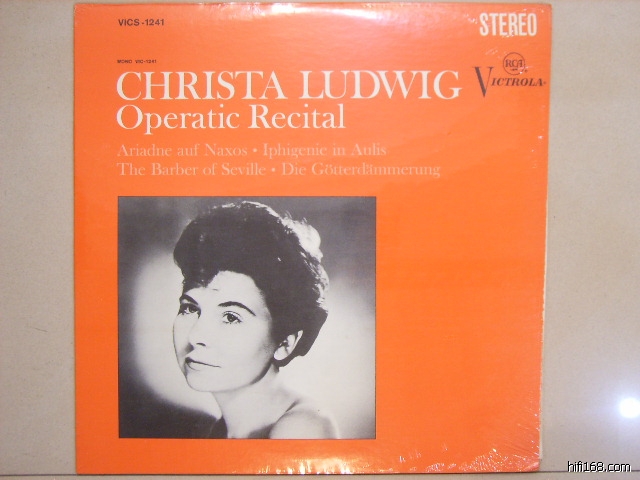 VICS-1241
STEREO
MONO VIC-1241
RCA
VICTROLA
CHRISTA LUDWIG
Operatic Recital
Ariadne auf Naxos • Iphigenie in Aulis
The Barber of Seville • Die Götterdämmerung
hifi168.com